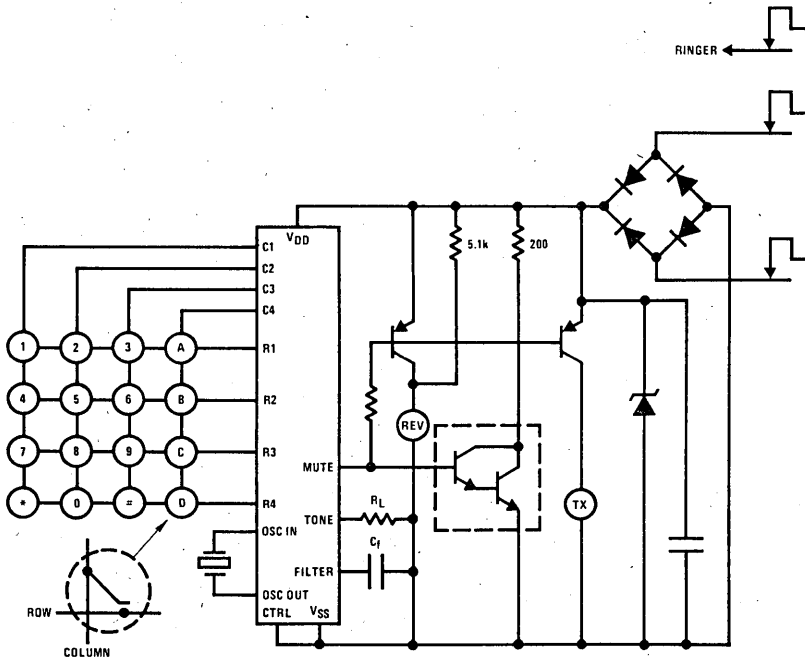 RINGER
VDD
5.1k
200
C1
C2
C3
C4
1 2 3 A
R1
4 5 6 B
R2
REV
7 8 9 C
R3
MUTE
* 0 # D
R4
RL
TX
OSC IN
TONE
Cf
FILTER
OSC OUT
CTRL VSS
ROW
COLUMN